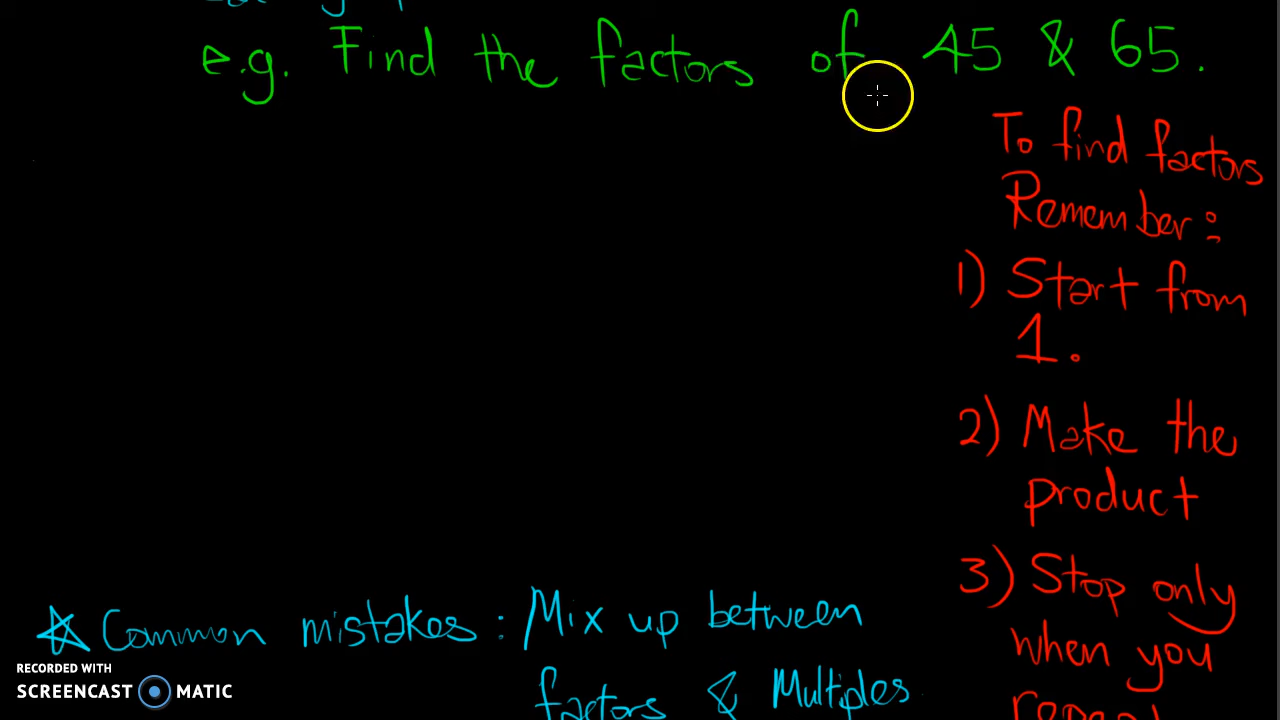 e.g. Find the factors of 45 & 65.
To find factors
Remember:
1) Start from
1.
2) Make the
product
3) Stop only
when you
repeat
☆ Common mistakes: Mix up between
factors & Multiples
RECORDED WITH
SCREENCAST MATIC